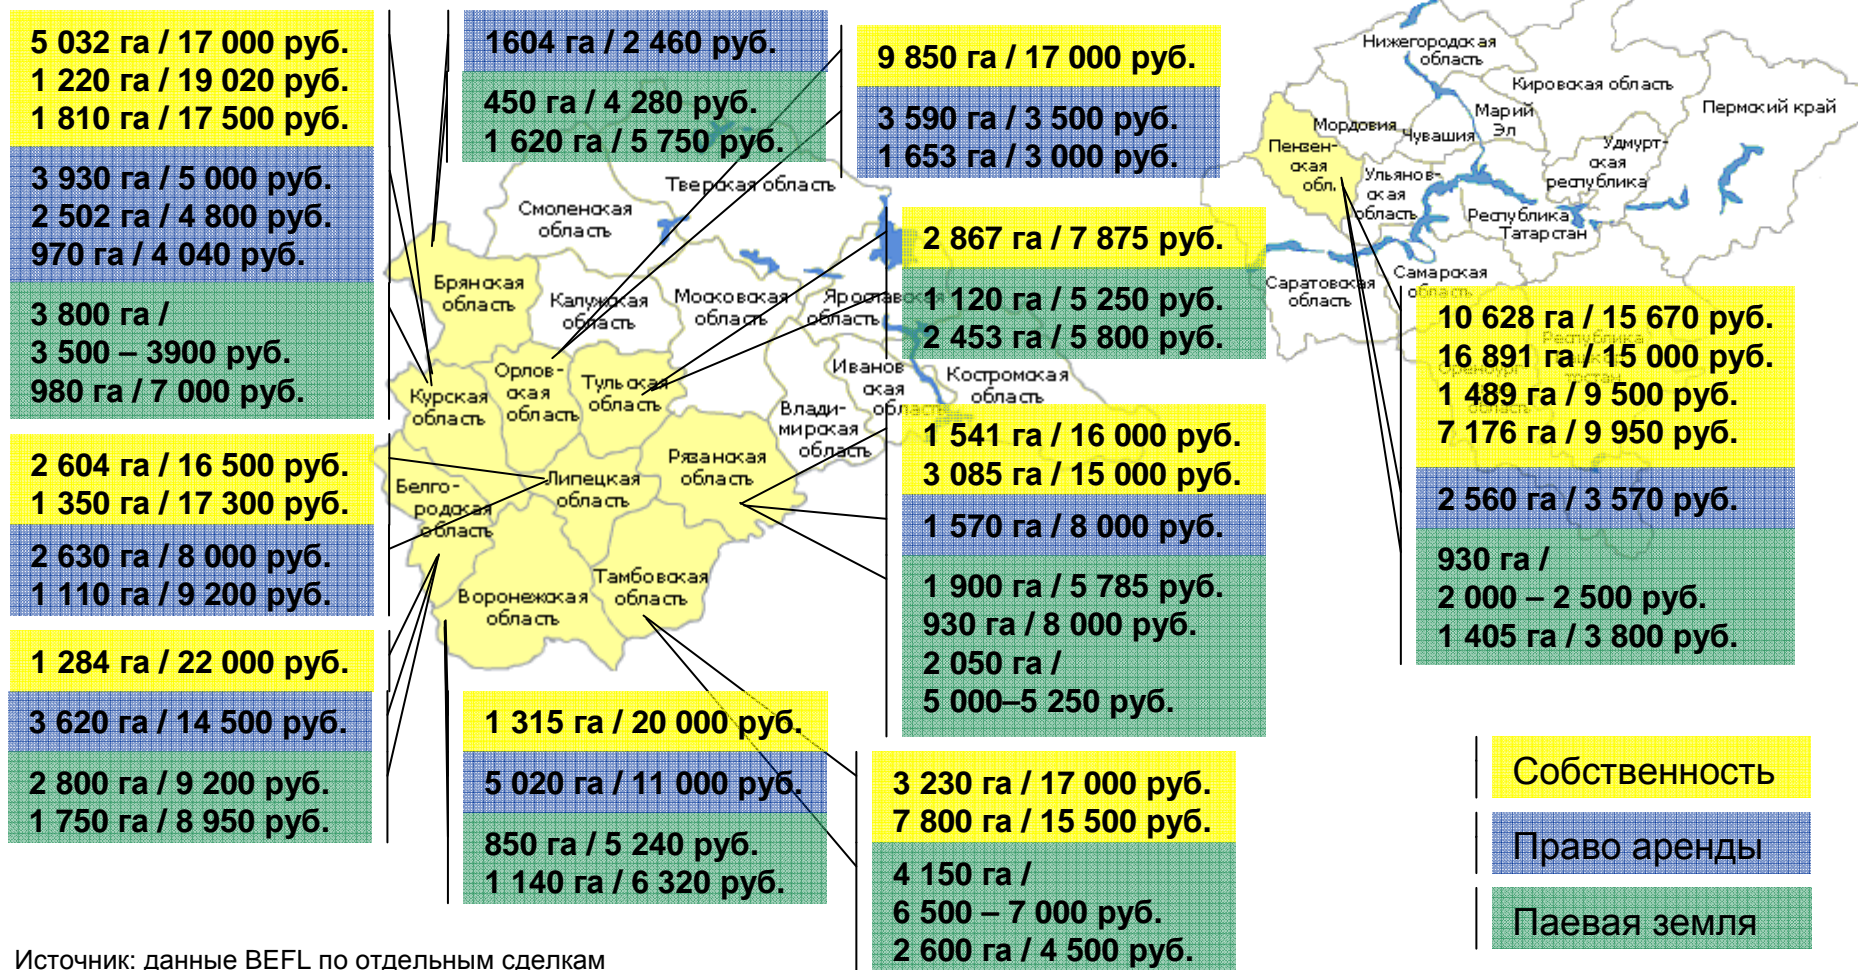 5 032 га / 17 000 руб.
1 220 га / 19 020 руб.
1 810 га / 17 500 руб.
3 930 га / 5 000 руб.
2 502 га / 4 800 руб.
970 га / 4 040 руб.
3 800 га /
3 500 – 3900 руб.
980 га / 7 000 руб.
2 604 га / 16 500 руб.
1 350 га / 17 300 руб.
2 630 га / 8 000 руб.
1 110 га / 9 200 руб.
1 284 га / 22 000 руб.
3 620 га / 14 500 руб.
2 800 га / 9 200 руб.
1 750 га / 8 950 руб.
1604 га / 2 460 руб.
450 га / 4 280 руб.
1 620 га / 5 750 руб.
9 850 га / 17 000 руб.
3 590 га / 3 500 руб.
1 653 га / 3 000 руб.
2 867 га / 7 875 руб.
1 120 га / 5 250 руб.
2 453 га / 5 800 руб.
1 541 га / 16 000 руб.
3 085 га / 15 000 руб.
1 570 га / 8 000 руб.
1 900 га / 5 785 руб.
930 га / 8 000 руб.
2 050 га /
5 000–5 250 руб.
1 315 га / 20 000 руб.
5 020 га / 11 000 руб.
850 га / 5 240 руб.
1 140 га / 6 320 руб.
3 230 га / 17 000 руб.
7 800 га / 15 500 руб.
4 150 га /
6 500 – 7 000 руб.
2 600 га / 4 500 руб.
10 628 га / 15 670 руб.
16 891 га / 15 000 руб.
1 489 га / 9 500 руб.
7 176 га / 9 950 руб.
2 560 га / 3 570 руб.
930 га /
2 000 – 2 500 руб.
1 405 га / 3 800 руб.
Тверская область
Смоленская
область
Брянская
область
Калужская
область
Московская
область
Ярославская
область
Иванов
ская
область
Костромская
область
Влади-
мирская
область
Орлов-
ская
область
Тульская
область
Курская
область
Рязанская
область
Липецкая
область
Белго-
родская
область
Воронежская
область
Тамбовская
область
Нижегородская
область
Кировская область
Пермский край
Марий
Эл
Мордовия
Чувашия
Удмурт-
ская
республика
Пензен-
ская
обл.
Ульянов-
ская
область
Республика
Татарстан
Самарская
область
Саратовская
область
Республика
Собственность
Право аренды
Паевая земля
Источник: данные BEFL по отдельным сделкам